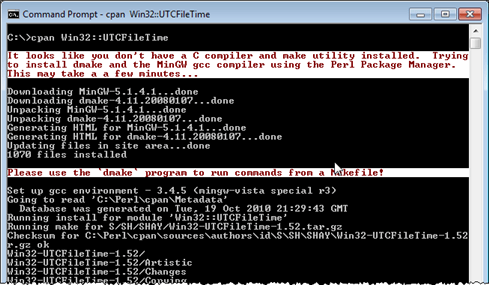 Command Prompt - cpan Win32::UTCFileTime
C:\>cpan Win32::UTCFileTime
It looks like you don't have a C compiler and make utility installed. Trying
to install dmake and the MinGW gcc compiler using the Perl Package Manager.
This may take a a few minutes...
Downloading MinGW-5.1.4.1...done
Downloading dmake-4.11.20080107...done
Unpacking MinGW-5.1.4.1...done
Unpacking dmake-4.11.20080107...done
Generating HTML for MinGW-5.1.4.1...done
Generating HTML for dmake-4.11.20080107...done
Updating files in site area...done
1070 files installed
Please use the `dmake` program to run commands from a Makefile!
Set up gcc environment - 3.4.5 (mingw-vista special r3)
Going to read 'C:\Perl\cpan\Metadata'
Database was generated on Tue, 19 Oct 2010 21:29:43 GMT
Running install for module 'Win32::UTCFileTime'
Running make for S/SH/SHAY/Win32-UTCFileTime-1.52.tar.gz
Checksum for C:\Perl\cpan\sources\authors\id\S\SH\SHAY\Win32-UTCFileTime-1.52.ta
r.gz ok
Win32-UTCFileTime-1.52/
Win32-UTCFileTime-1.52/Artistic
Win32-UTCFileTime-1.52/Changes
Win32-UTCFileTime-1.52/Copying